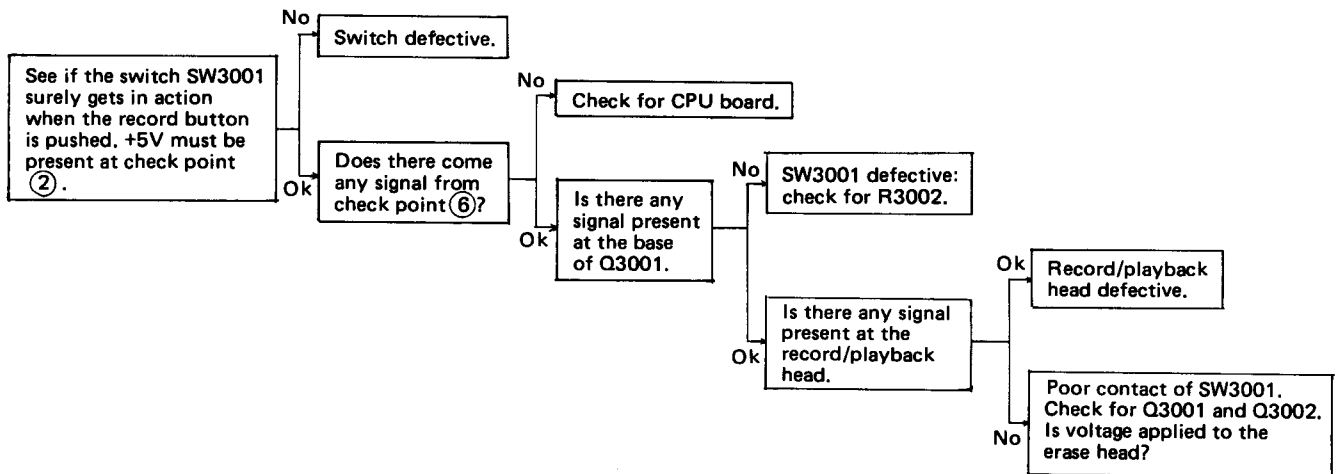 No
Switch defective.
See if the switch SW3001
surely gets in action
when the record button
is pushed. +5V must be
present at check point
② .
Ok
Does there come
any signal from
check point ⑥?
No
Check for CPU board.
Ok
Is there any
signal present
at the base
of Q3001.
No
SW3001 defective:
check for R3002.
Ok
Is there any signal
present at the
record/playback
head.
Ok
Record/playback
head defective.
No
Poor contact of SW3001.
Check for Q3001 and Q3002.
Is voltage applied to the
erase head?